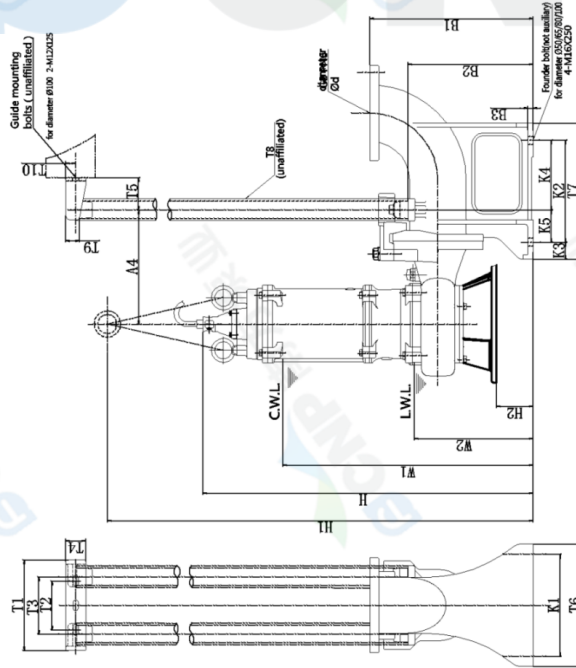 Guide mounting
bolts ( unaffiliated )
for diameter Ø100 2-M12X125
T10
T9
T5
A4
T8
(unaffiliated)
diameter
Ød
B1
B2
B3
Founder bolt(not auxiliary)
for diameter Ø50/65/80/100
4-M16X250
K4
K2
K5
K3
T7
C.W.L.
L.W.L.
H2
W2
W1
H
H1
T1
T3
T2
T4
K1
T6
CNP